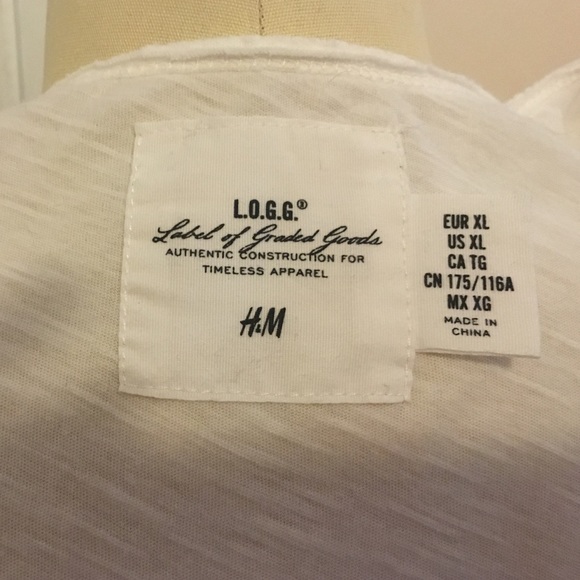 L.O.G.G.®
Label of Graded Goods
AUTHENTIC CONSTRUCTION FOR
TIMELESS APPAREL
H&M
EUR XL
US XL
CA TG
CN 175/116A
MX XG
MADE IN
CHINA